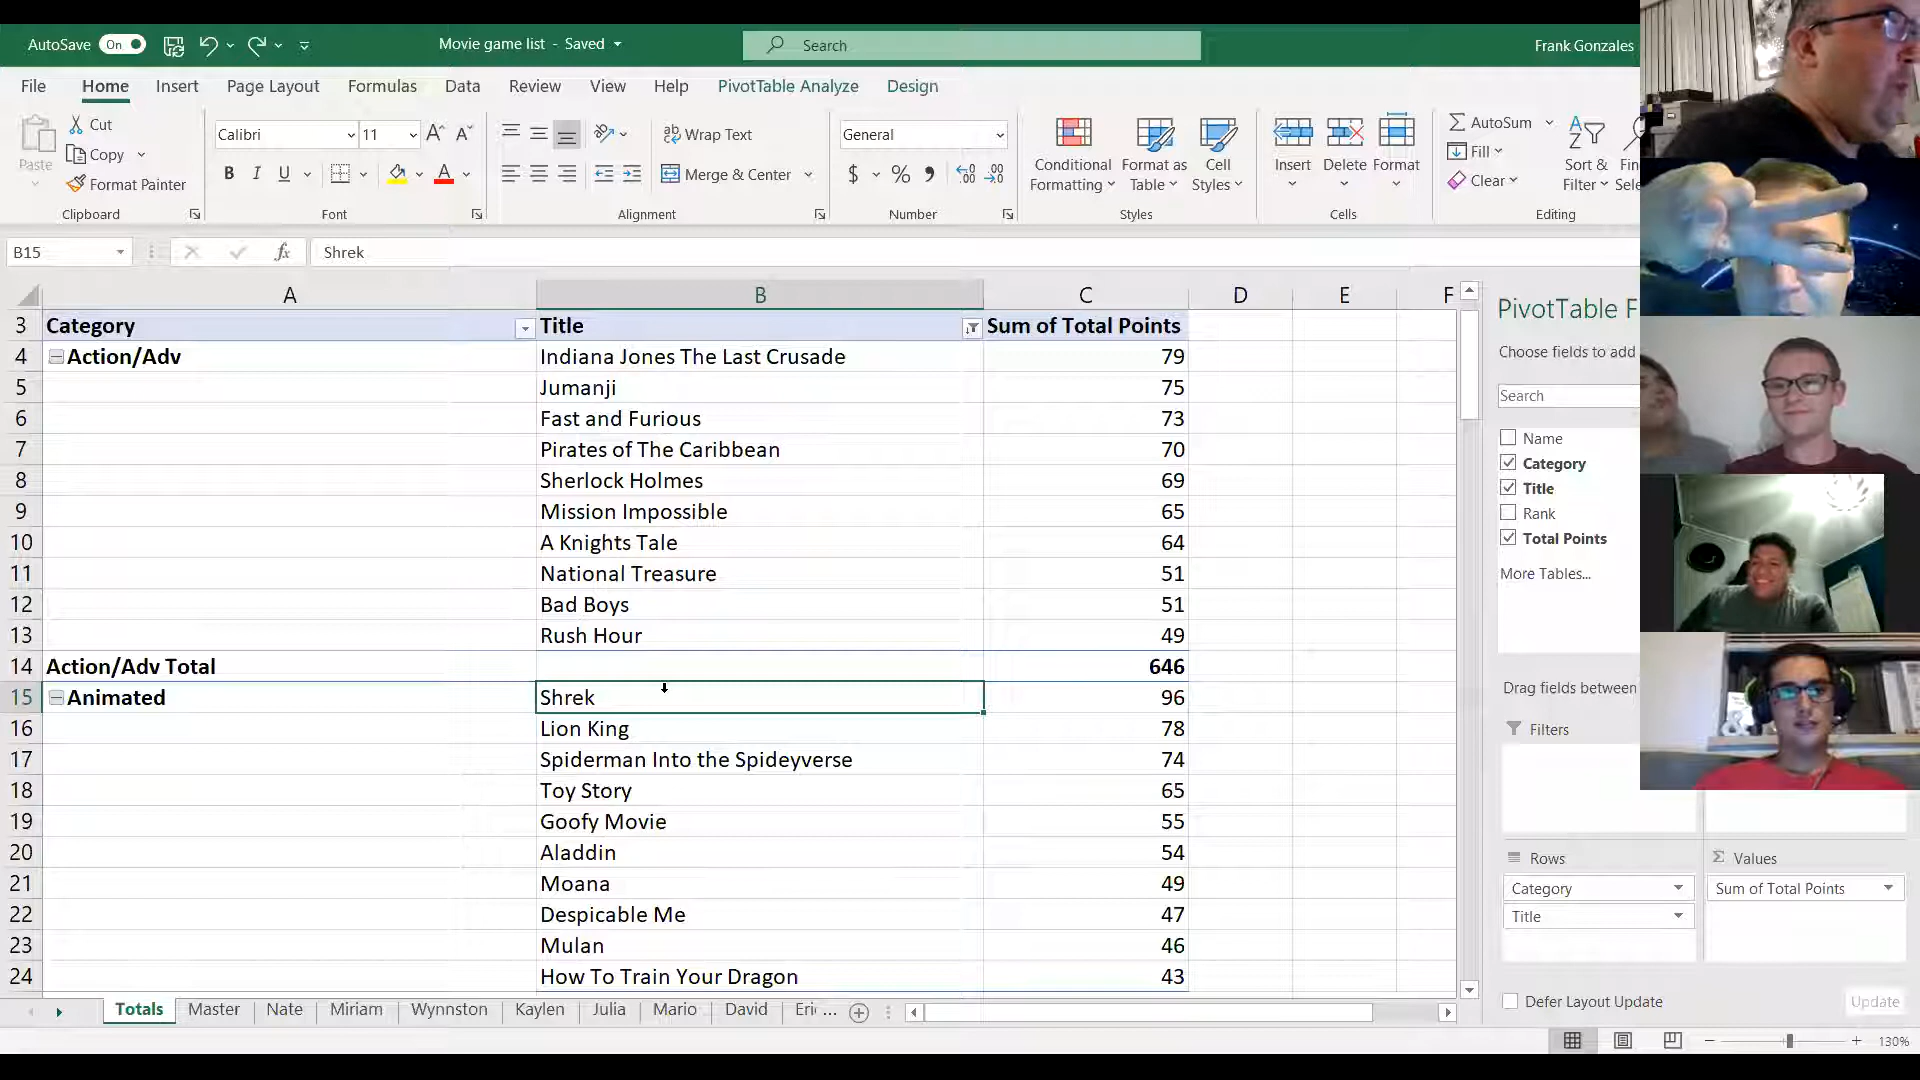 AutoSave On Movie game list - Saved Search Frank Gonzales
File Home Insert Page Layout Formulas Data Review View Help PivotTable Analyze Design
Paste Cut Copy Format Painter Clipboard
Calibri 11 B I U A Font
ab Wrap Text Merge & Center Alignment
General $ % Number
Conditional Formatting Format as Table Cell Styles Styles
Insert Delete Format Cells
AutoSum Fill Clear Sort & Filter Editing
B15 fx Shrek
A B C D E F
3 Category Title Sum of Total Points
4 Action/Adv Indiana Jones The Last Crusade 79
5 Jumanji 75
6 Fast and Furious 73
7 Pirates of The Caribbean 70
8 Sherlock Holmes 69
9 Mission Impossible 65
10 A Knights Tale 64
11 National Treasure 51
12 Bad Boys 51
13 Rush Hour 49
14 Action/Adv Total 646
15 Animated Shrek 96
16 Lion King 78
17 Spiderman Into the Spideyverse 74
18 Toy Story 65
19 Goofy Movie 55
20 Aladdin 54
21 Moana 49
22 Despicable Me 47
23 Mulan 46
24 How To Train Your Dragon 43
Totals Master Nate Miriam Wynnston Kaylen Julia Mario David Eri ...
PivotTable F
Choose fields to add
Search
Name
Category
Title
Rank
Total Points
More Tables...
Drag fields between
Filters
Rows Σ Values
Category Sum of Total Points
Title
Defer Layout Update Update
130%